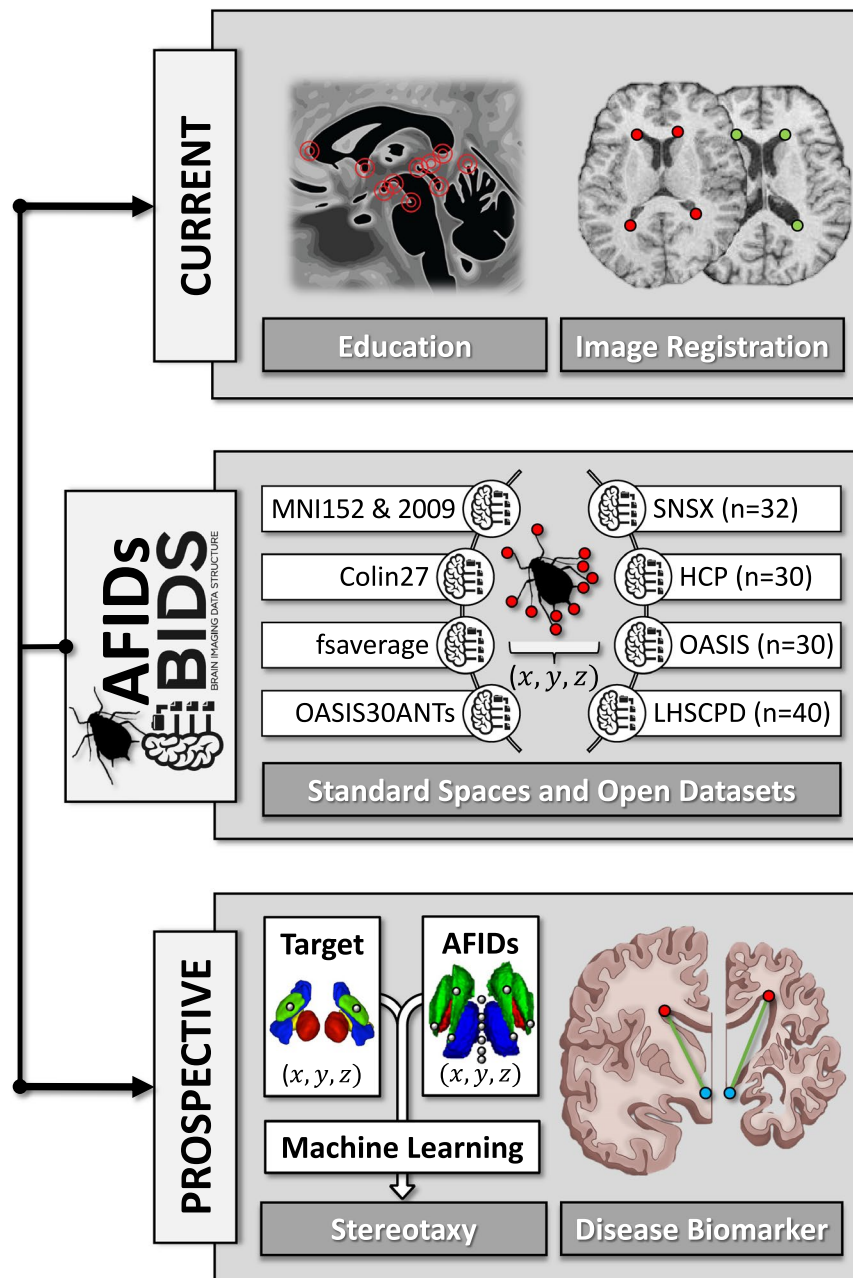 CURRENT
Education
Image Registration
AFIDs
BIDS
BRAIN IMAGING DATA STRUCTURE
MNI152 & 2009
Colin27
fsaverage
OASIS30ANTs
(x, y, z)
SNSX (n=32)
HCP (n=30)
OASIS (n=30)
LHSCPD (n=40)
Standard Spaces and Open Datasets
PROSPECTIVE
Target
(x, y, z)
AFIDs
(x, y, z)
Machine Learning
Stereotaxy
Disease Biomarker